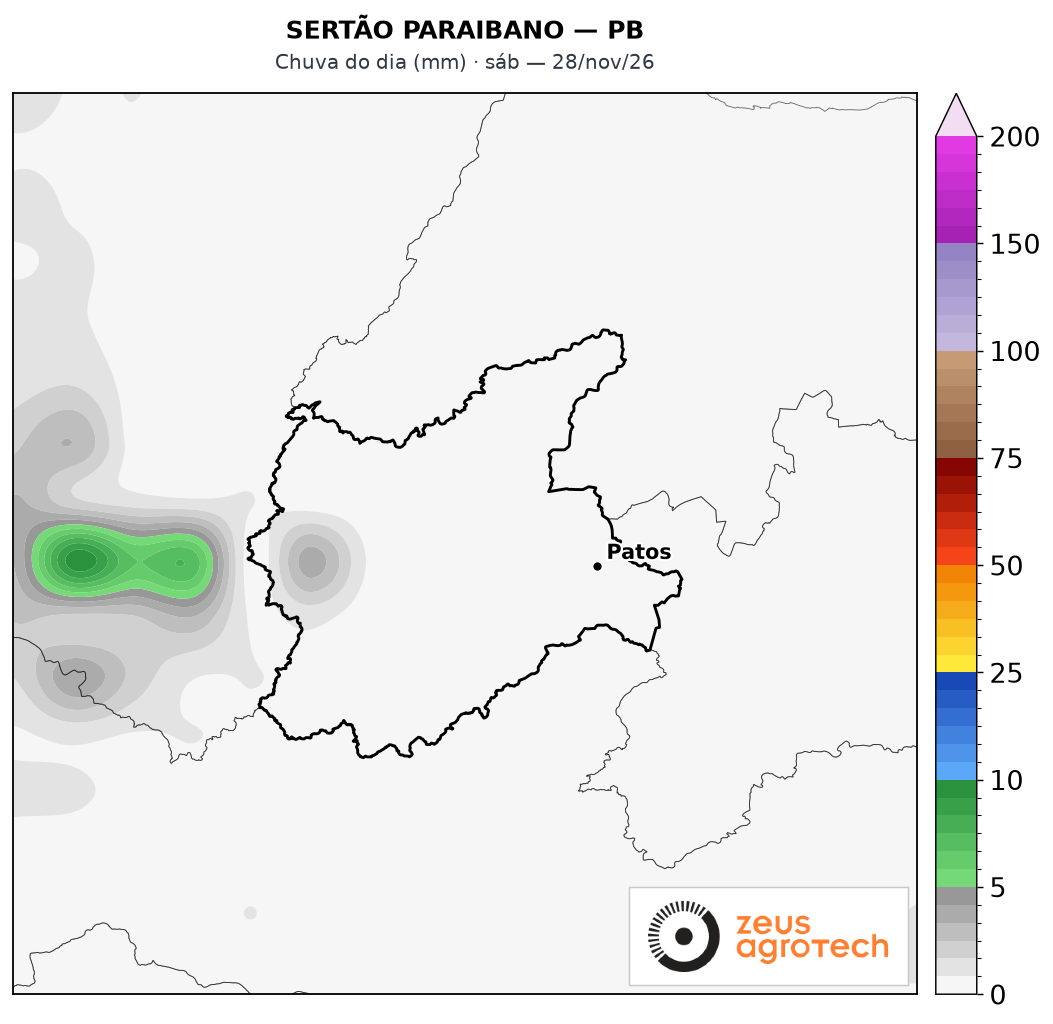 SERTÃO PARAIBANO — PB
Chuva do dia (mm) · sáb — 28/nov/26
200
150
100
75
50
25
10
5
0
Patos
zeus
agrotech